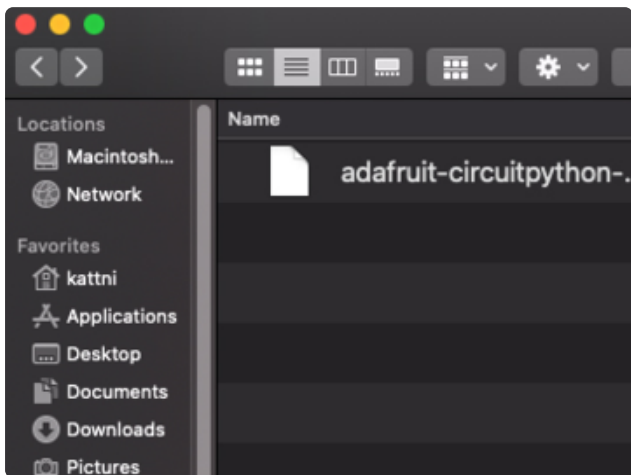 Locations
Macintosh...
Network
Favorites
kattni
Applications
Desktop
Documents
Downloads
Pictures
Name
adafruit-circuitpython-.